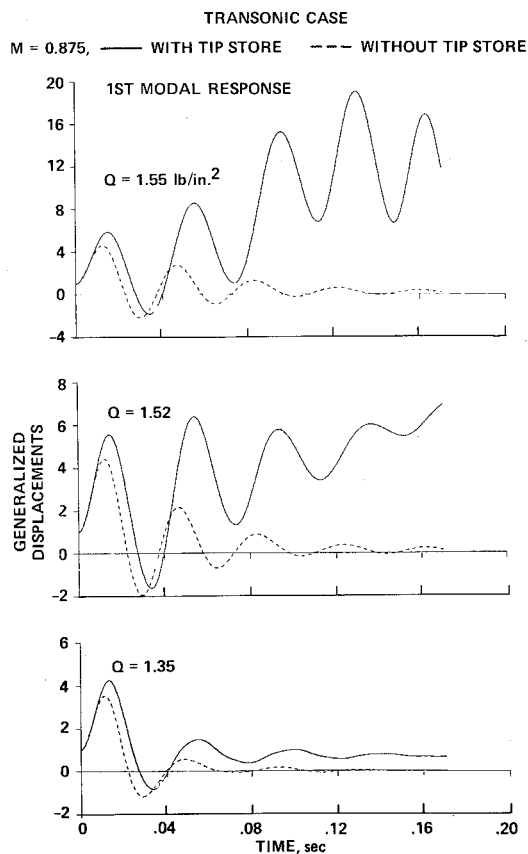 TRANSONIC CASE
M = 0.875, WITH TIP STORE WITHOUT TIP STORE
1ST MODAL RESPONSE
Q = 1.55 lb/in.2
20
16
12
8
4
0
-4
Q = 1.52
8
6
4
2
0
-2
GENERALIZED
DISPLACEMENTS
Q = 1.35
6
4
2
0
-2
0 .04 .08 .12 .16 .20
TIME, sec